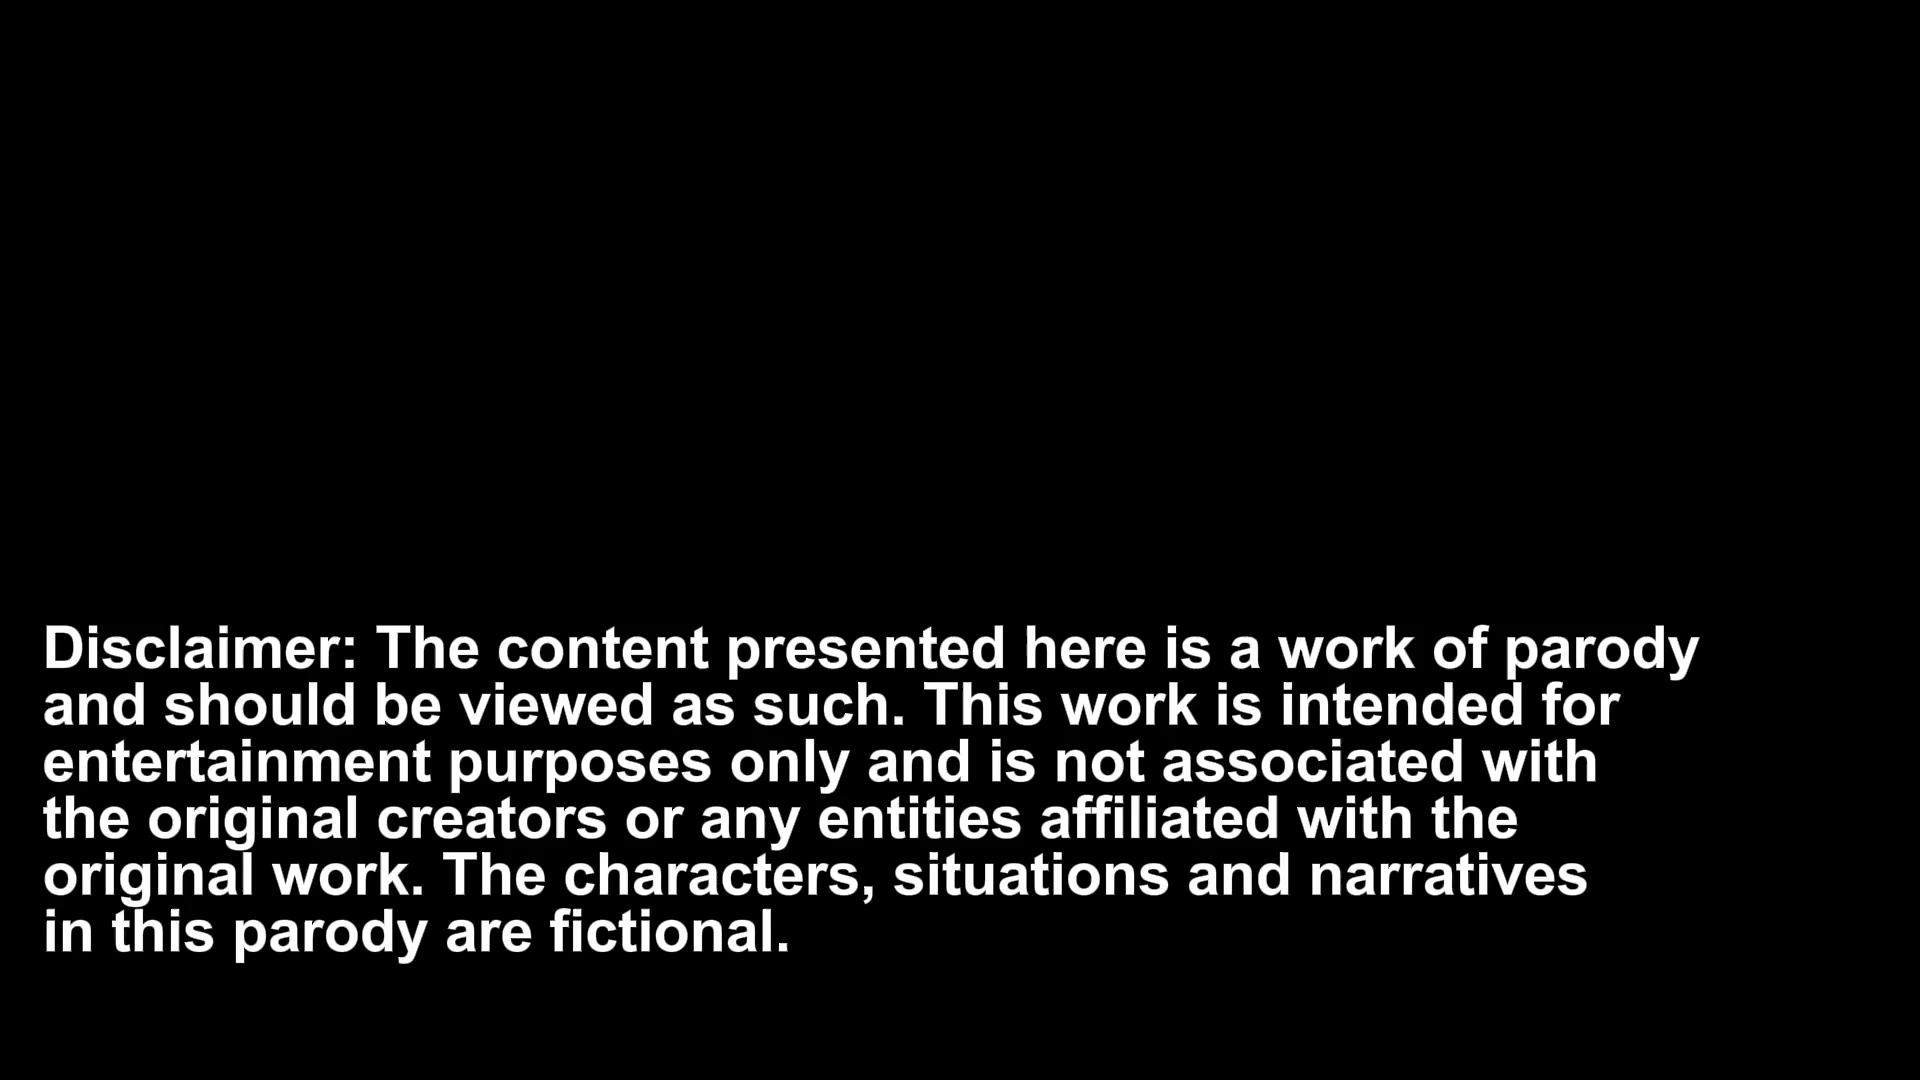 Disclaimer: The content presented here is a work of parody
and should be viewed as such. This work is intended for
entertainment purposes only and is not associated with
the original creators or any entities affiliated with the
original work. The characters, situations and narratives
in this parody are fictional.